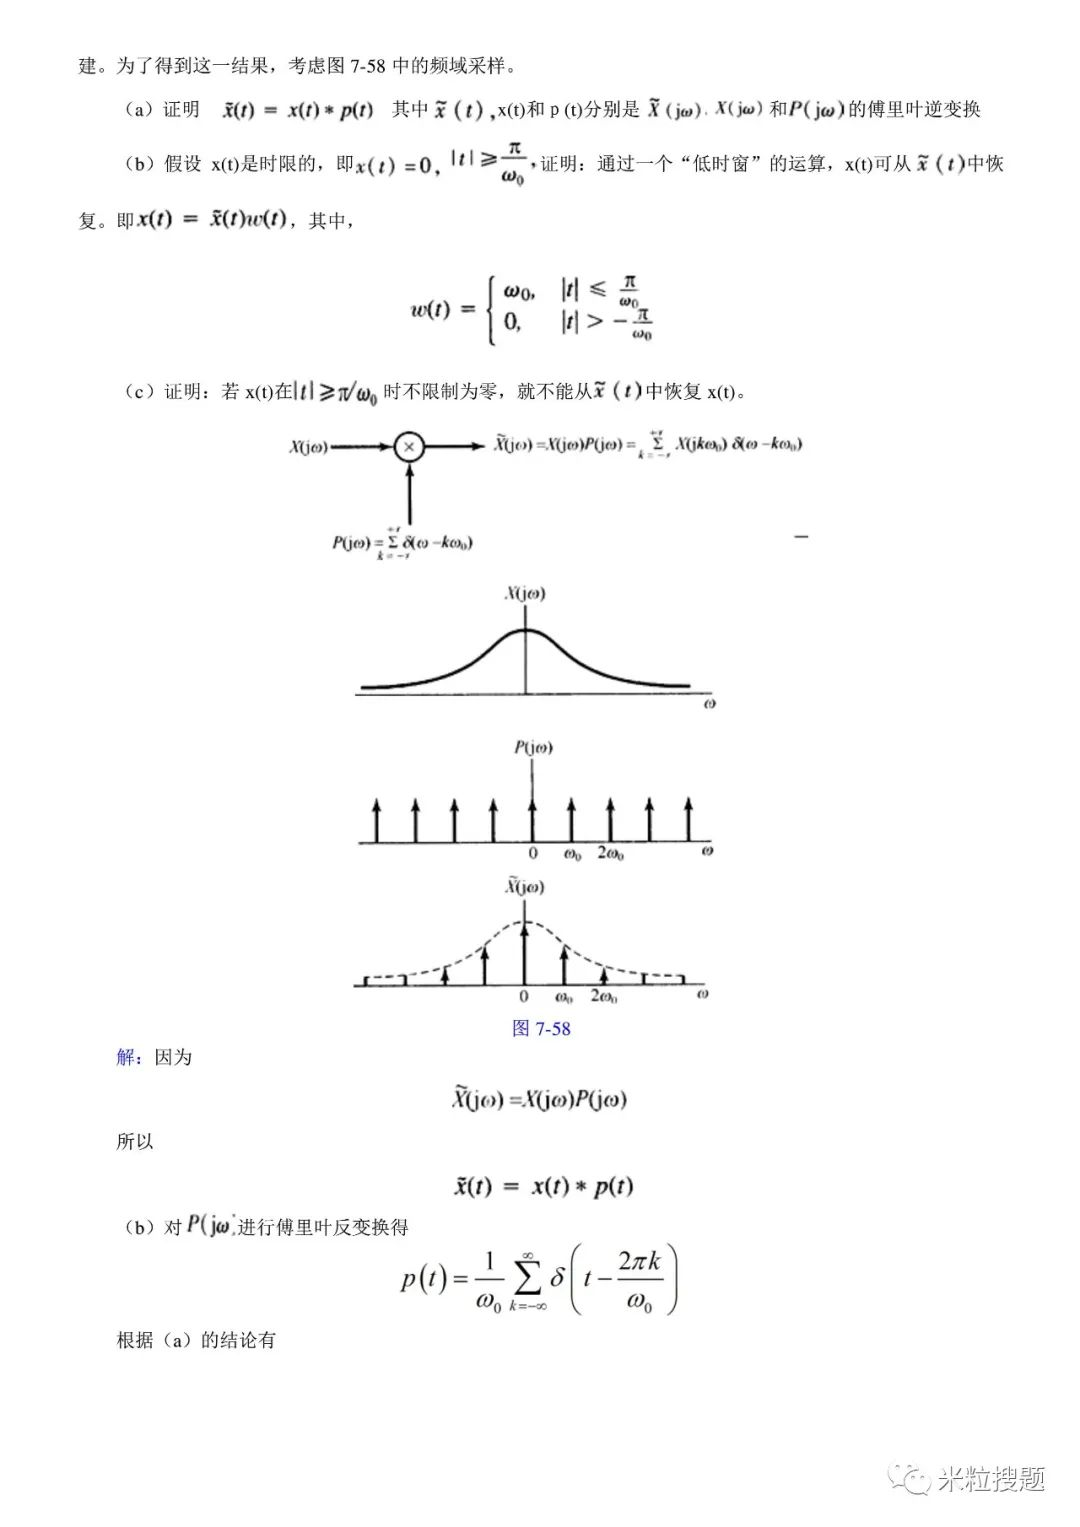 建。为了得到这一结果，考虑图 7-58 中的频域采样。
（a）证明 x̃(t) = x(t) * p(t) 其中 x̃ (t) ,x(t)和 p (t)分别是 X̃ (jω). X(jω) 和P(jω)的傅里叶逆变换
（b）假设 x(t)是时限的，即x(t) =0, |t| ≥ π/ω₀,证明：通过一个“低时窗”的运算，x(t)可从 x̃ (t)中恢
复。即x(t) = x̃(t)w(t)，其中，
w(t) = { ω₀, |t| ≤ π/ω₀
0, |t| > -π/ω₀
（c）证明：若 x(t)在|t| ≥π/ω₀ 时不限制为零，就不能从x̃ (t)中恢复 x(t)。
X(jω) × X̃(jω) =X(jω)P(jω) = Σ X(jkω₀) δ(ω -kω₀)
P(jω) = Σ δ(ω -kω₀)
X(jω)
ω
P(jω)
0 ω₀ 2ω₀ ω
X̃(jω)
0 ω₀ 2ω₀ ω
图 7-58
解：因为
X̃(jω) =X(jω)P(jω)
所以
x̃(t) = x(t) * p(t)
（b）对 P(jω)进行傅里叶反变换得
p(t) = 1/ω₀ Σ_{k=-∞}^{∞} δ(t - 2πk/ω₀)
根据（a）的结论有
米粒搜题